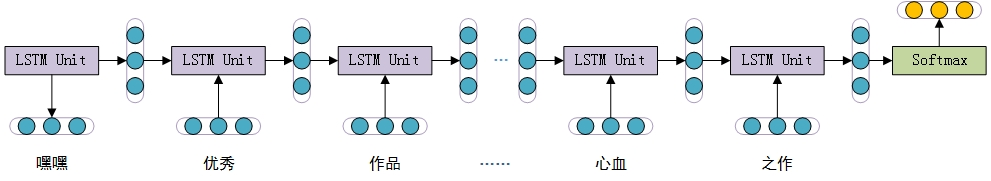 LSTM Unit LSTM Unit LSTM Unit … LSTM Unit LSTM Unit Softmax
嘿嘿 优秀 作品 …… 心血 之作